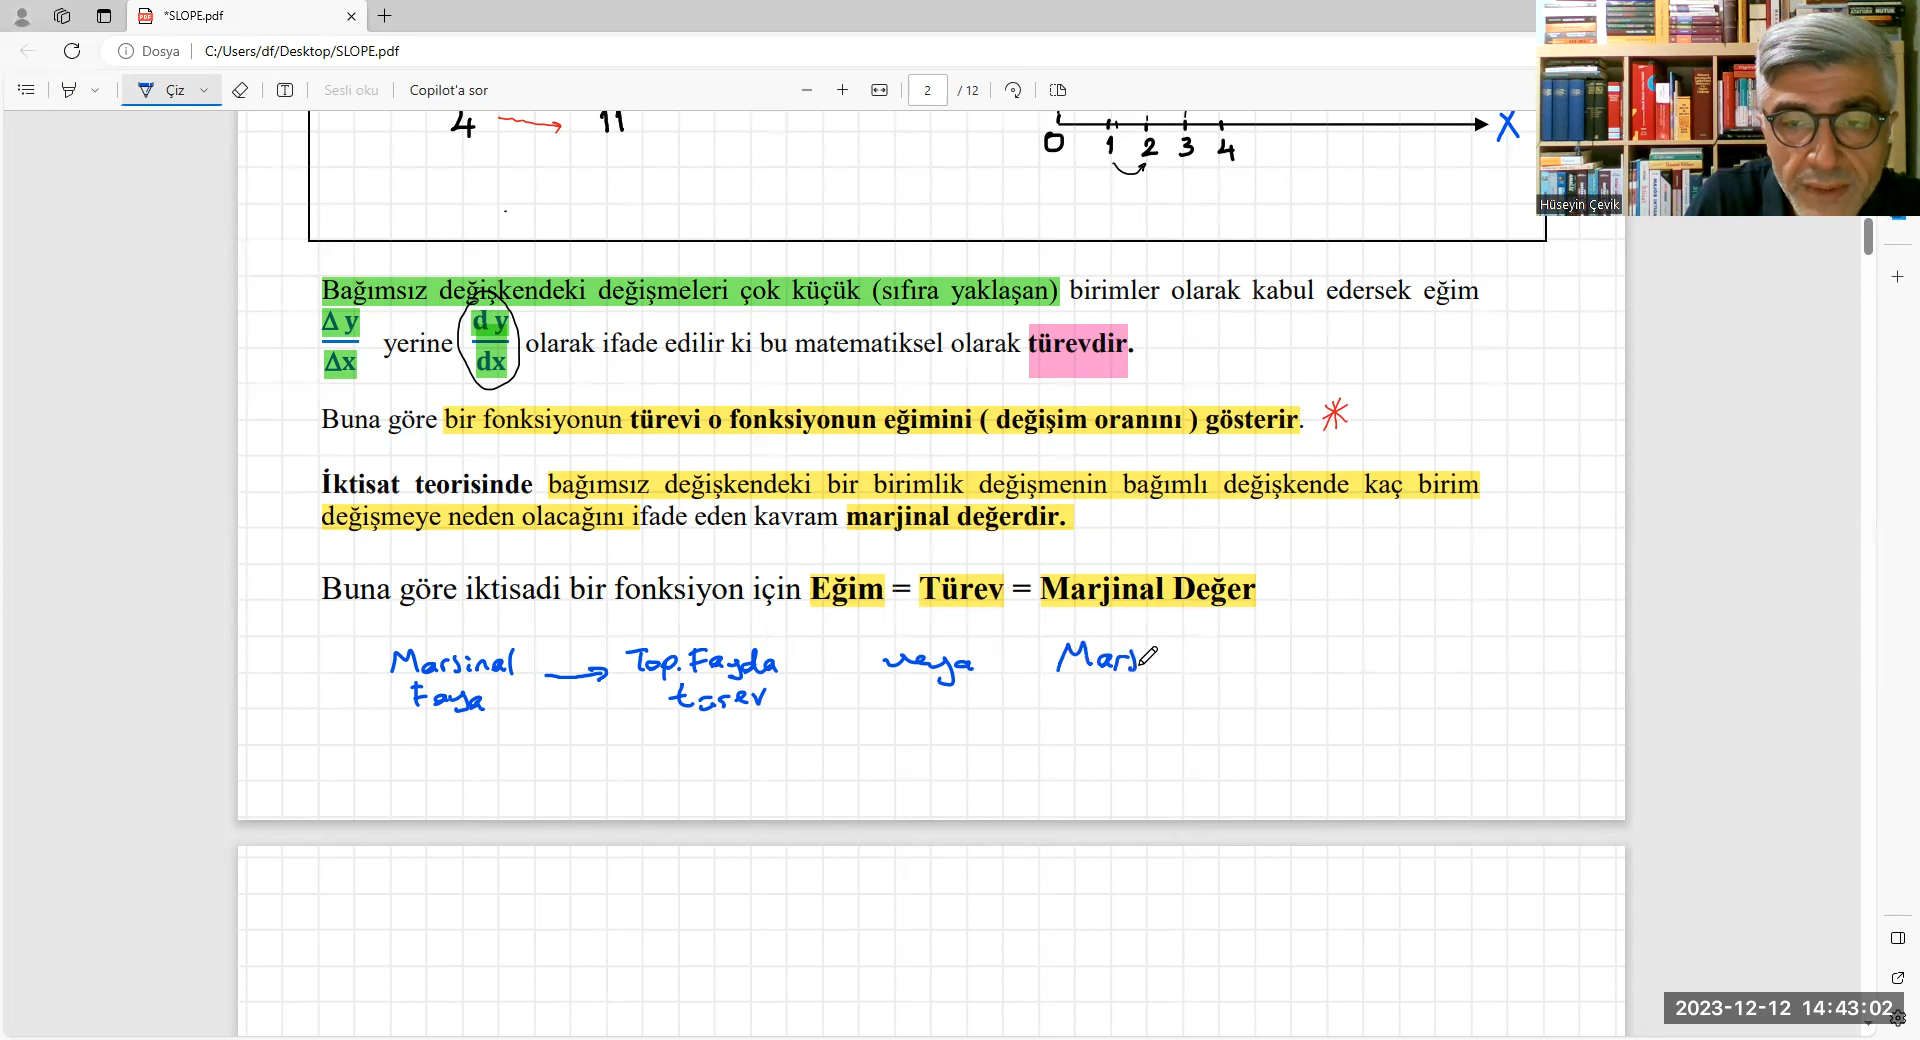 *SLOPE.pdf
Dosya C:/Users/df/Desktop/SLOPE.pdf
Çiz Sesli oku Copilot'a sor 2 / 12
4 11
0 1 2 3 4 X
Hüseyin Çevik
Bağımsız değişkendeki değişmeleri çok küçük (sıfıra yaklaşan) birimler olarak kabul edersek eğim
Δ y / Δx yerine d y / dx olarak ifade edilir ki bu matematiksel olarak türevdir.
Buna göre bir fonksiyonun türevi o fonksiyonun eğimini ( değişim oranını ) gösterir. *
İktisat teorisinde bağımsız değişkendeki bir birimlik değişmenin bağımlı değişkende kaç birim
değişmeye neden olacağını ifade eden kavram marjinal değerdir.
Buna göre iktisadi bir fonksiyon için Eğim = Türev = Marjinal Değer
Marjinal → Top. Fayda veya Marj
Faya türev
2023-12-12 14:43:02